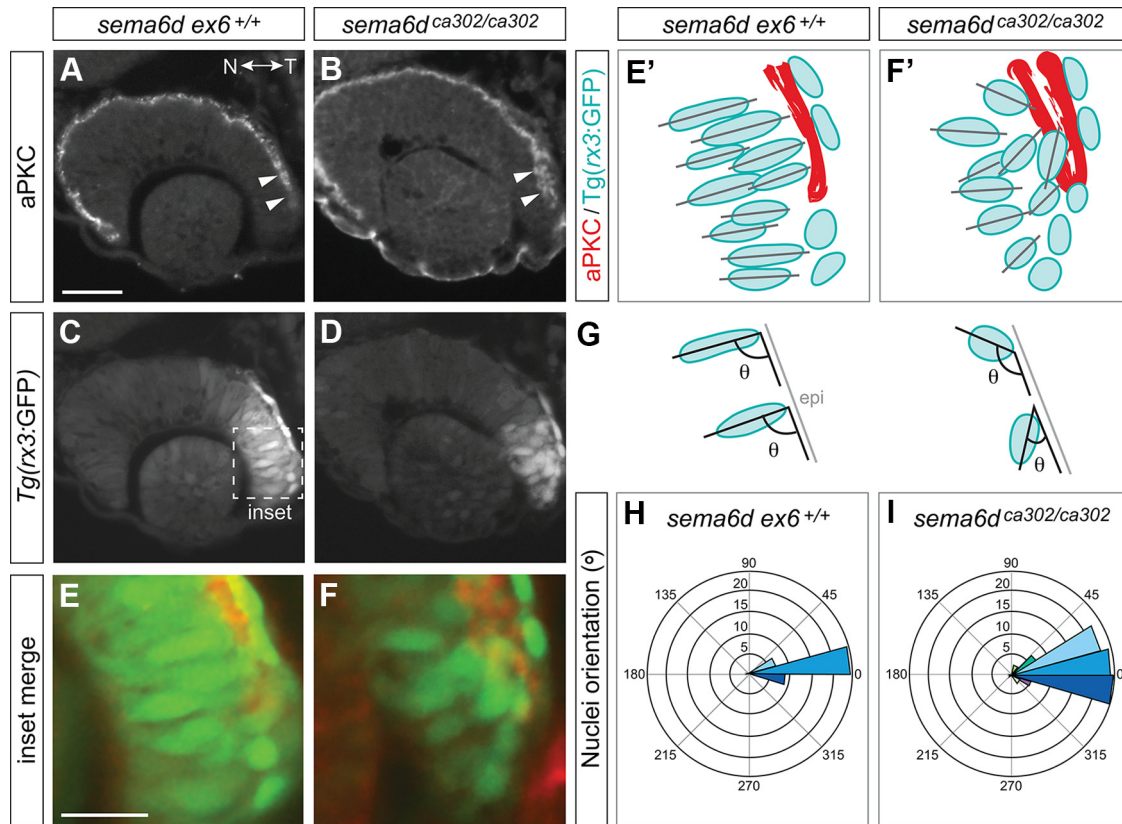 sema6d ex6 +/+
sema6d ca302/ca302
sema6d ex6 +/+
sema6d ca302/ca302
aPKC
A
N
T
B
aPKC/Tg(rx3:GFP)
E’
F’
Tg(rx3:GFP)
C
inset
D
G
θ
θ
epi
θ
θ
inset merge
E
F
Nuclei orientation (°)
H
sema6d ex6 +/+
90
135
45
20
15
10
5
180
0
215
315
270
I
sema6d ca302/ca302
90
135
45
20
15
10
5
180
0
215
315
270